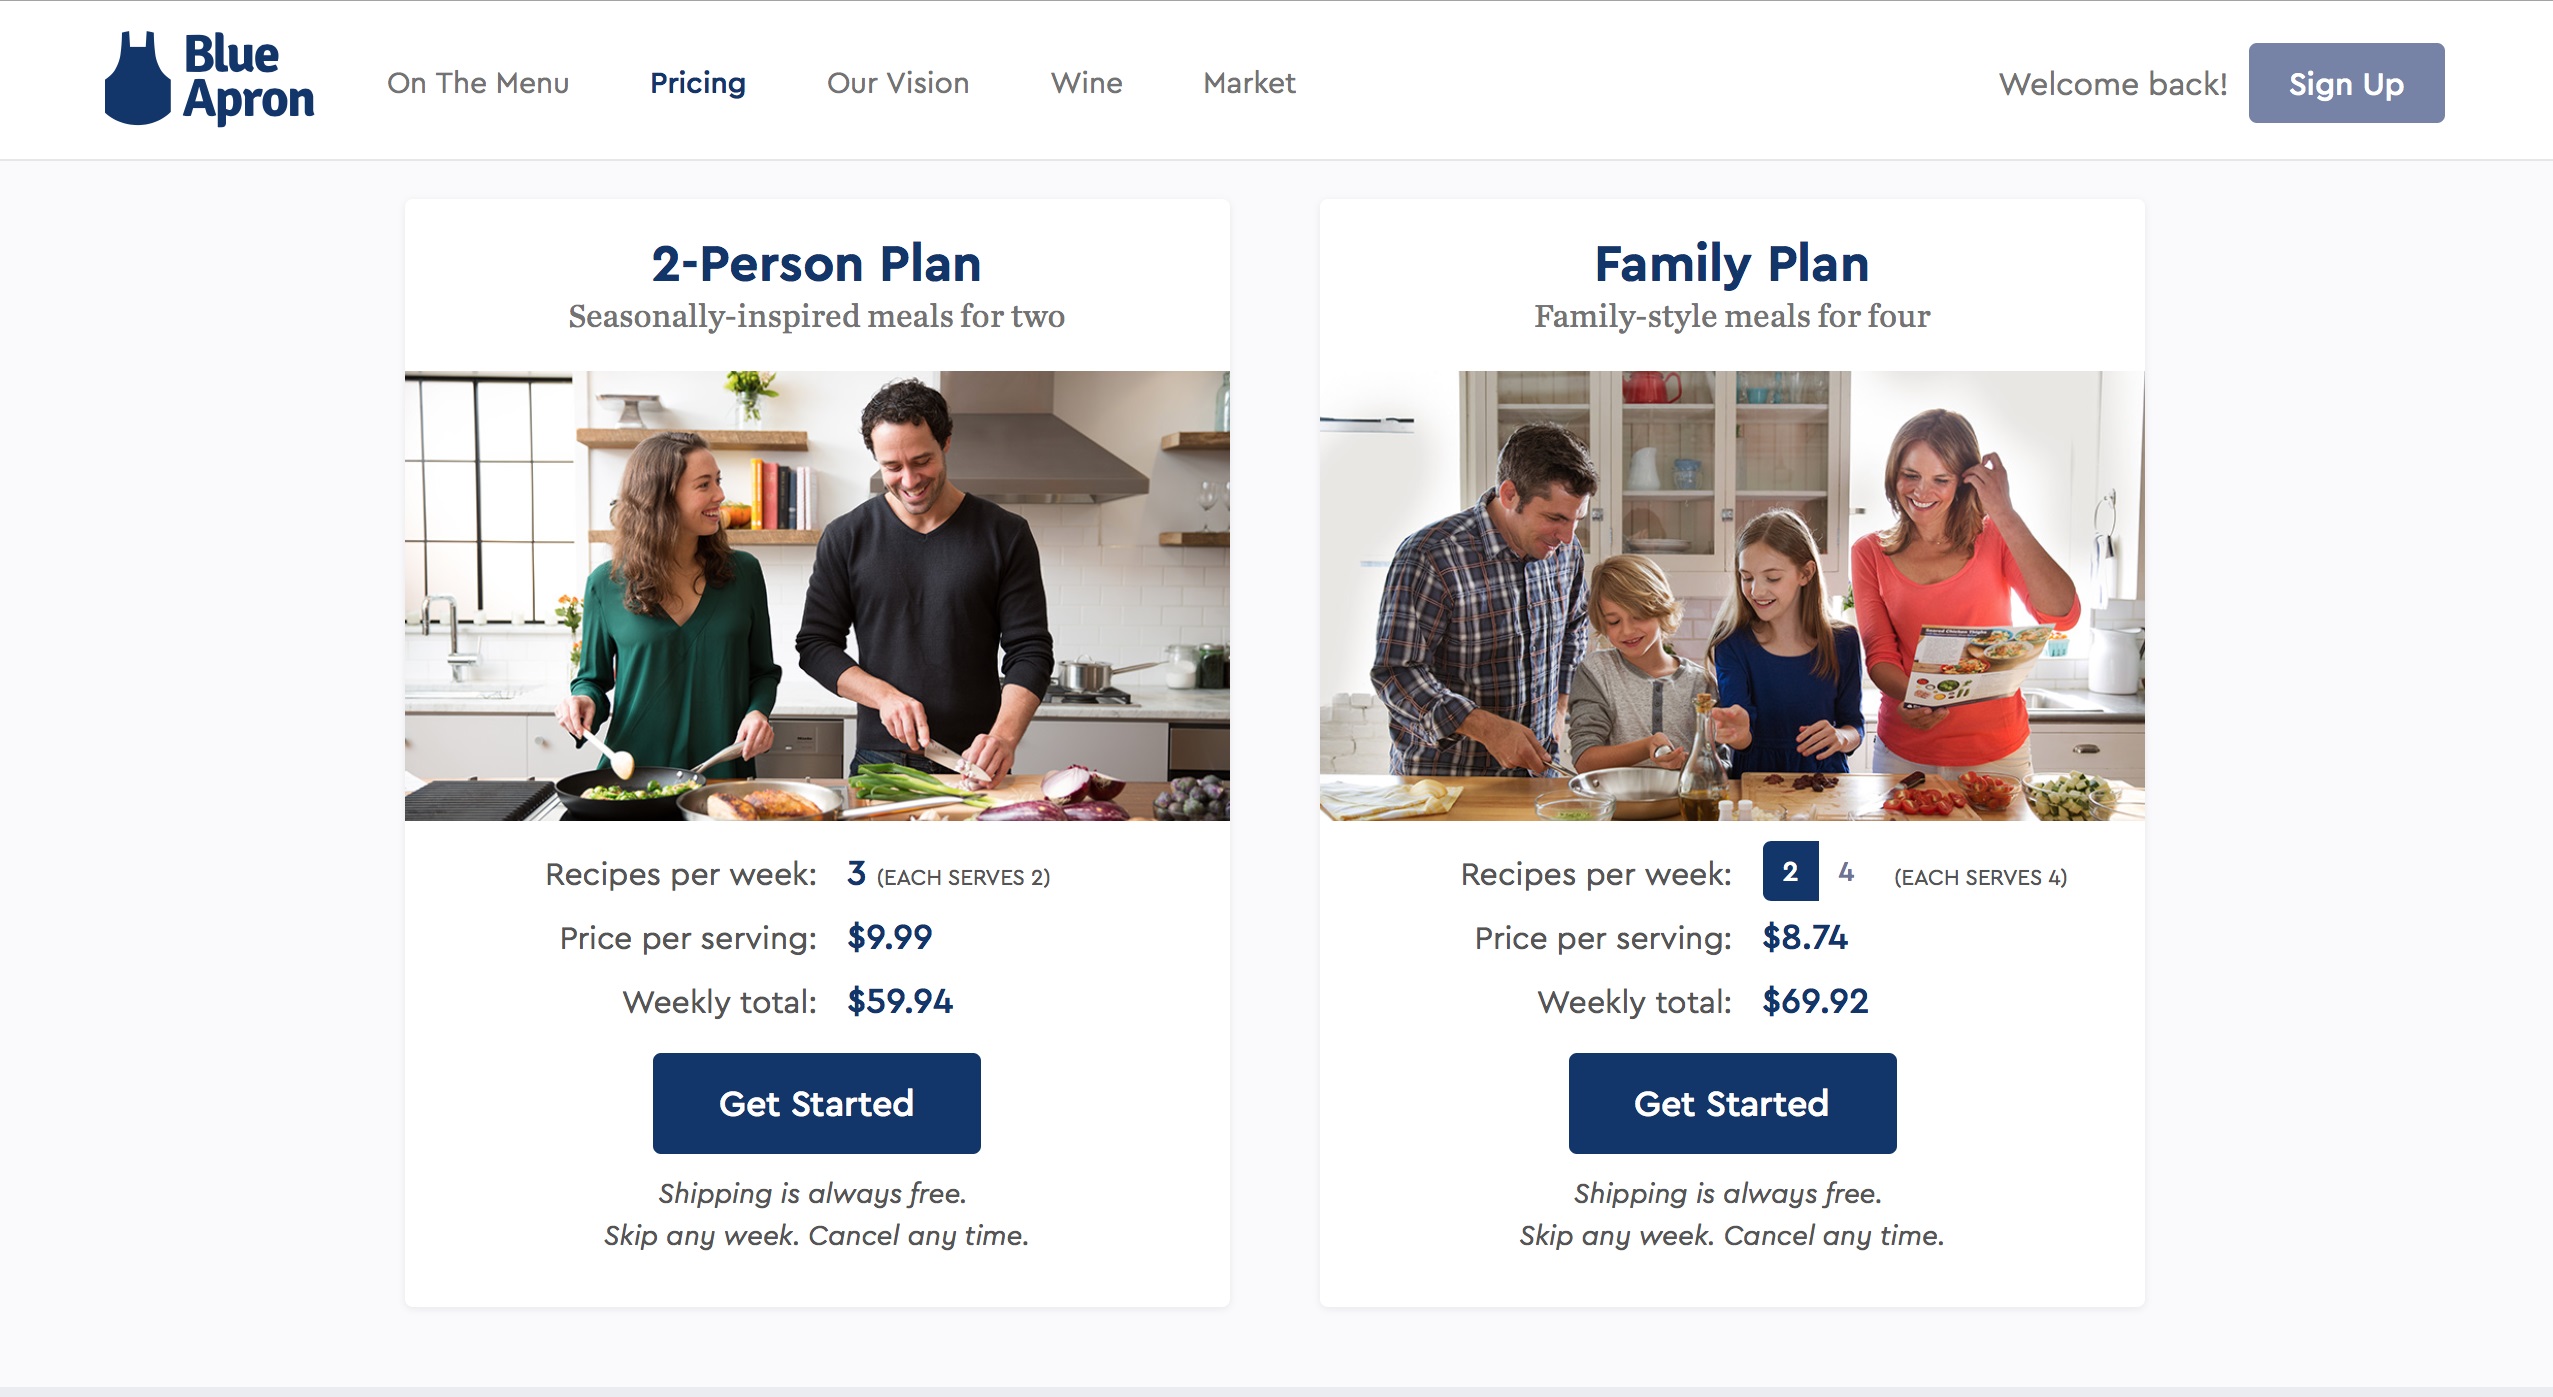 Blue
Apron
On The Menu
Pricing
Our Vision
Wine
Market
Welcome back!
Sign Up
2-Person Plan
Seasonally-inspired meals for two
Recipes per week: 3 (EACH SERVES 2)
Price per serving: $9.99
Weekly total: $59.94
Get Started
Shipping is always free.
Skip any week. Cancel any time.
Family Plan
Family-style meals for four
Seared Chicken Thighs
Recipes per week: 2 4 (EACH SERVES 4)
Price per serving: $8.74
Weekly total: $69.92
Get Started
Shipping is always free.
Skip any week. Cancel any time.